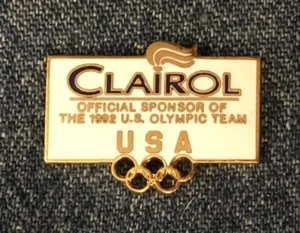 CLAIROL
OFFICIAL SPONSOR OF
THE 1992 U.S. OLYMPIC TEAM
USA